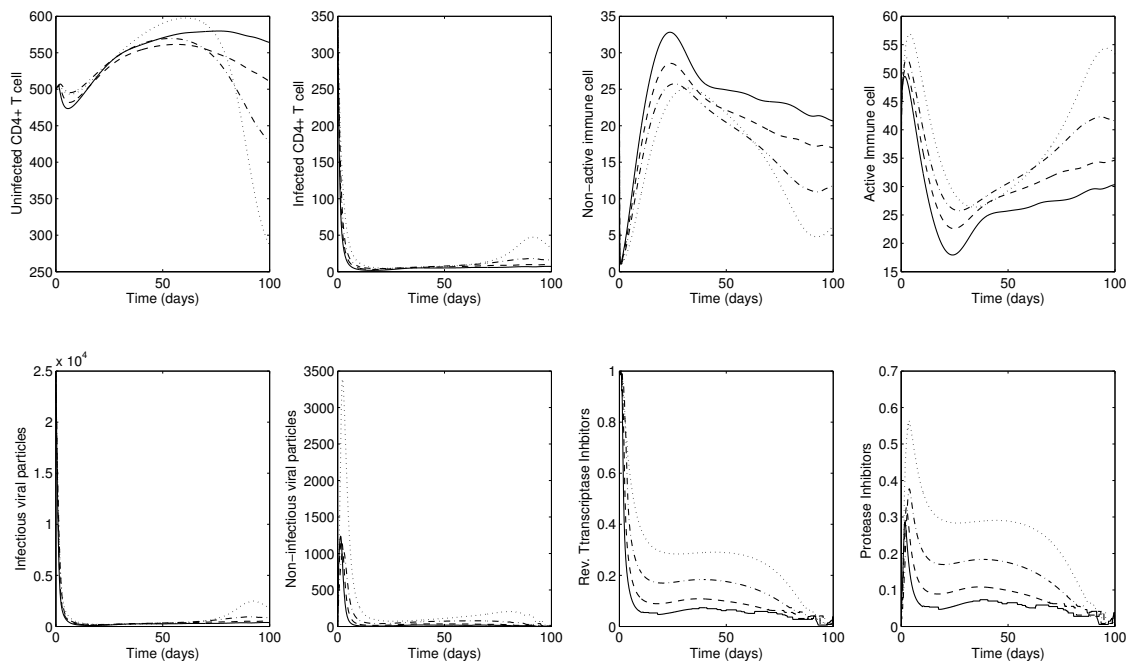 Uninfected CD4+ T cell
600
550
500
450
400
350
300
250
0 50 100
Time (days)
Infected CD4+ T cell
350
300
250
200
150
100
50
0
0 50 100
Time (days)
Non−active immune cell
35
30
25
20
15
10
5
0
0 50 100
Time (days)
Active Immune cell
60
55
50
45
40
35
30
25
20
15
0 50 100
Time (days)
Infectious viral particles
x 10^4
2.5
2
1.5
1
0.5
0
0 50 100
Time (days)
Non−infectious viral particles
3500
3000
2500
2000
1500
1000
500
0
0 50 100
Time (days)
Rev. Ttranscriptase Inhbitors
1
0.8
0.6
0.4
0.2
0
0 50 100
Time (days)
Protease Inhibitors
0.7
0.6
0.5
0.4
0.3
0.2
0.1
0
0 50 100
Time (days)